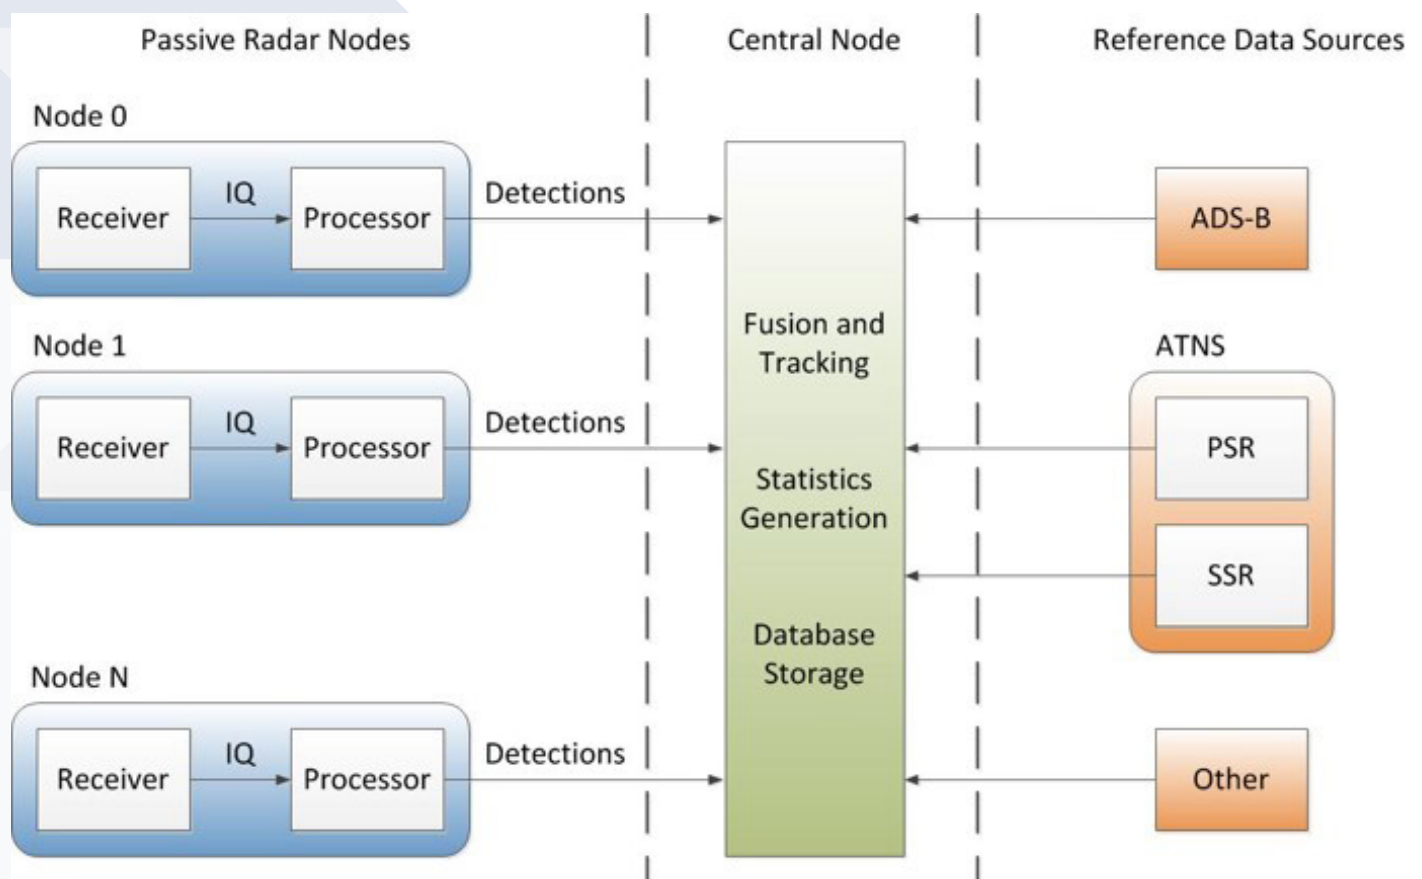 Passive Radar Nodes
Central Node
Reference Data Sources
Node 0
Receiver
IQ
Processor
Detections
ADS-B
Node 1
Receiver
IQ
Processor
Detections
Fusion and
Tracking
Statistics
Generation
Database
Storage
ATNS
PSR
SSR
Node N
Receiver
IQ
Processor
Detections
Other